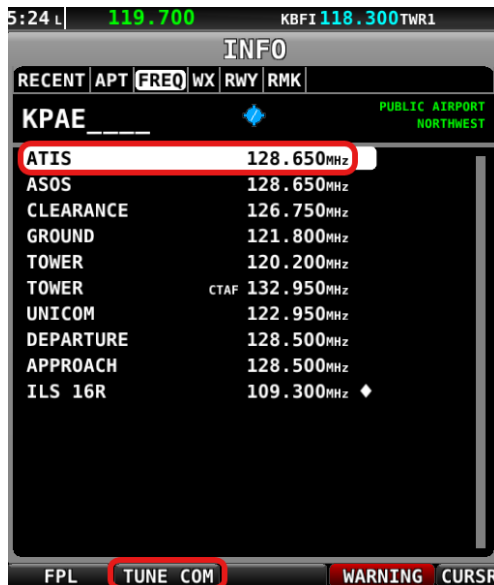 5:24 L 119.700 KBFI 118.300 TWR1
INFO
RECENT APT FREQ WX RWY RMK
KPAE____ PUBLIC AIRPORT
NORTHWEST
ATIS 128.650MHz
ASOS 128.650MHz
CLEARANCE 126.750MHz
GROUND 121.800MHz
TOWER 120.200MHz
TOWER CTAF 132.950MHz
UNICOM 122.950MHz
DEPARTURE 128.500MHz
APPROACH 128.500MHz
ILS 16R 109.300MHz
FPL TUNE COM WARNING CURSR